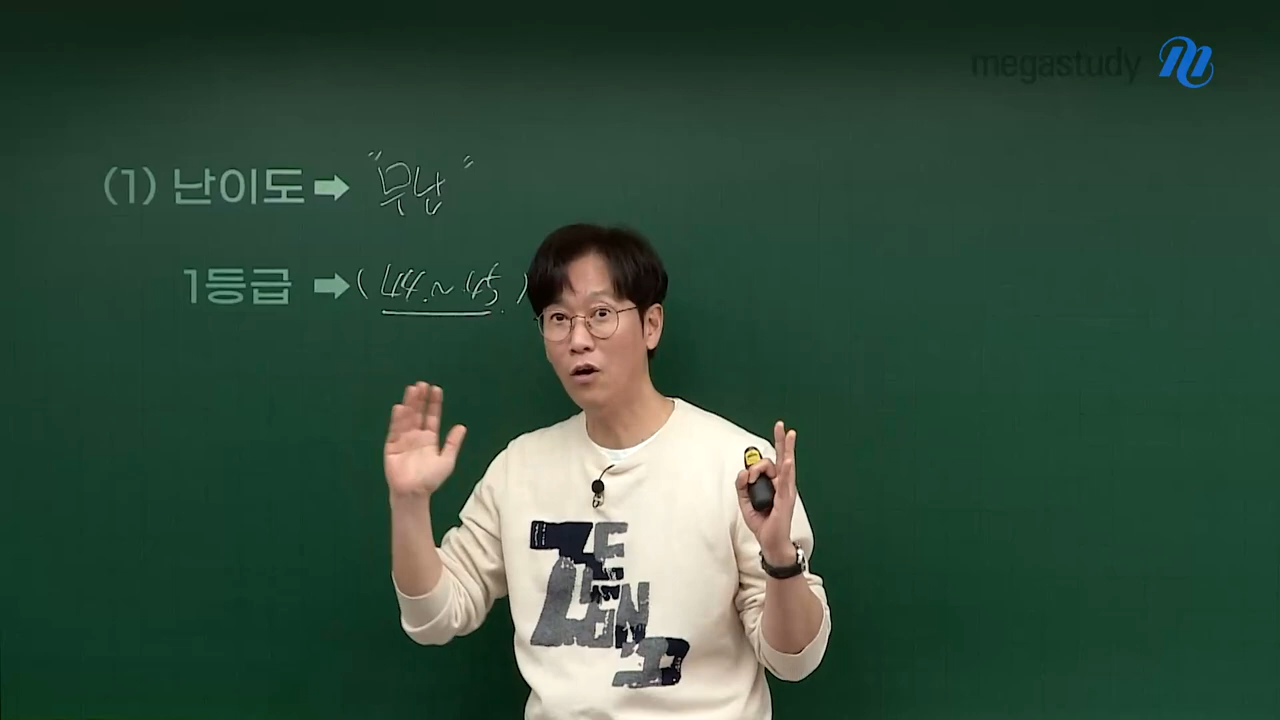 megastudy
(1) 난이도 ➡ "무난"
1등급 ➡ (44.~45.)